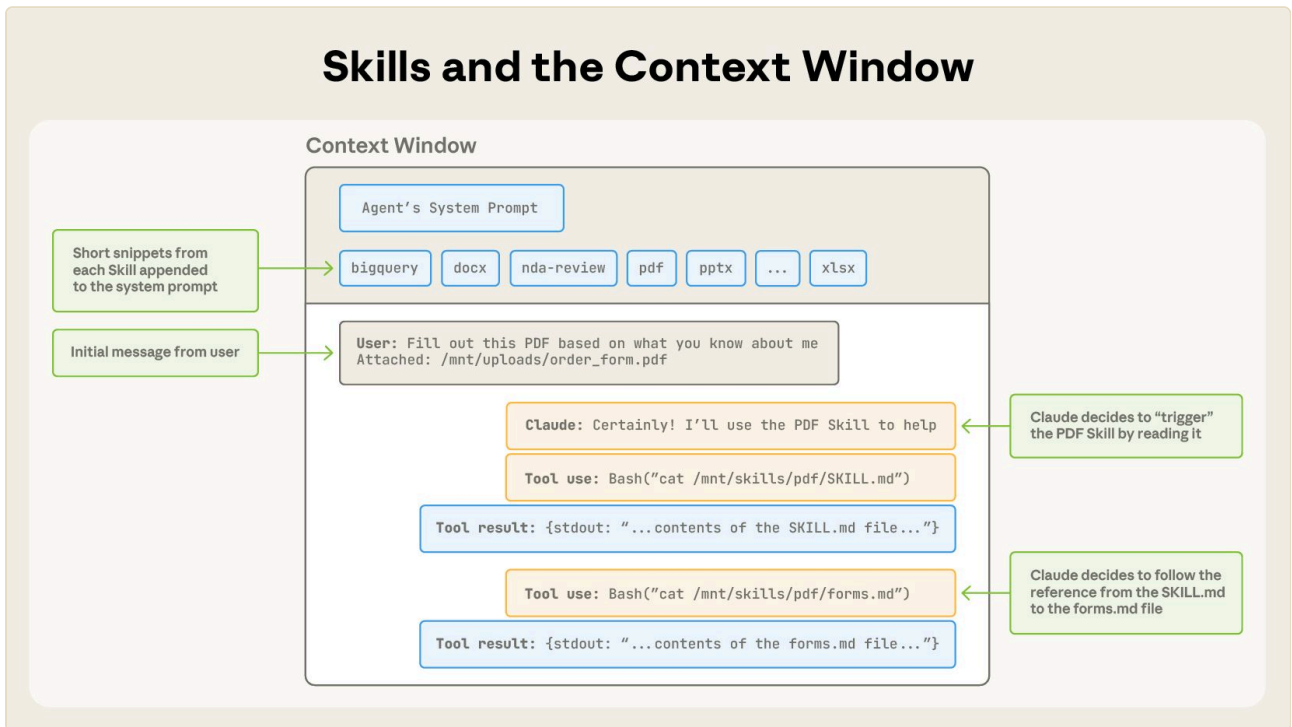 Skills and the Context Window
Context Window
Agent’s System Prompt
Short snippets from
each Skill appended
to the system prompt
bigquery
docx
nda-review
pdf
pptx
...
xlsx
Initial message from user
User: Fill out this PDF based on what you know about me
Attached: /mnt/uploads/order_form.pdf
Claude: Certainly! I’ll use the PDF Skill to help
Claude decides to “trigger”
the PDF Skill by reading it
Tool use: Bash(”cat /mnt/skills/pdf/SKILL.md”)
Tool result: {stdout: “...contents of the SKILL.md file...”}
Tool use: Bash(”cat /mnt/skills/pdf/forms.md”)
Claude decides to follow the
reference from the SKILL.md
to the forms.md file
Tool result: {stdout: “...contents of the forms.md file...”}